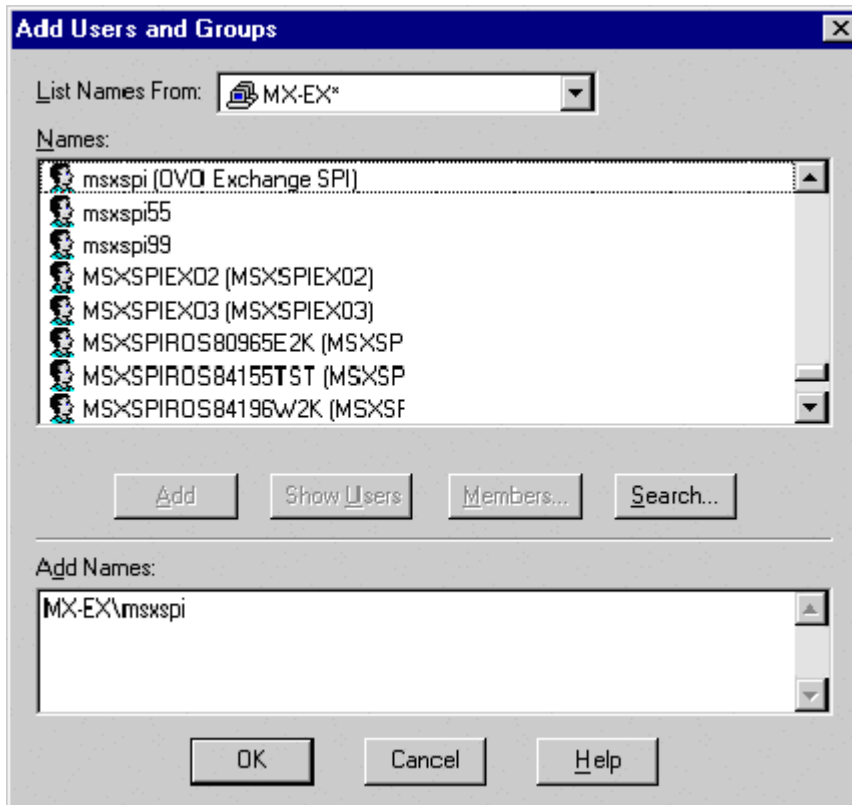 Add Users and Groups
List Names From: MX-EX*
Names:
msxspi (OVO Exchange SPI)
msxspi55
msxspi99
MSXSPIEX02 (MSXSPIEX02)
MSXSPIEX03 (MSXSPIEX03)
MSXSPIROS80965E2K (MSXSP
MSXSPIROS84155TST (MSXSP
MSXSPIROS84196W2K (MSXSF
Add Show Users Members... Search...
Add Names:
MX-EX\msxspi
OK Cancel Help